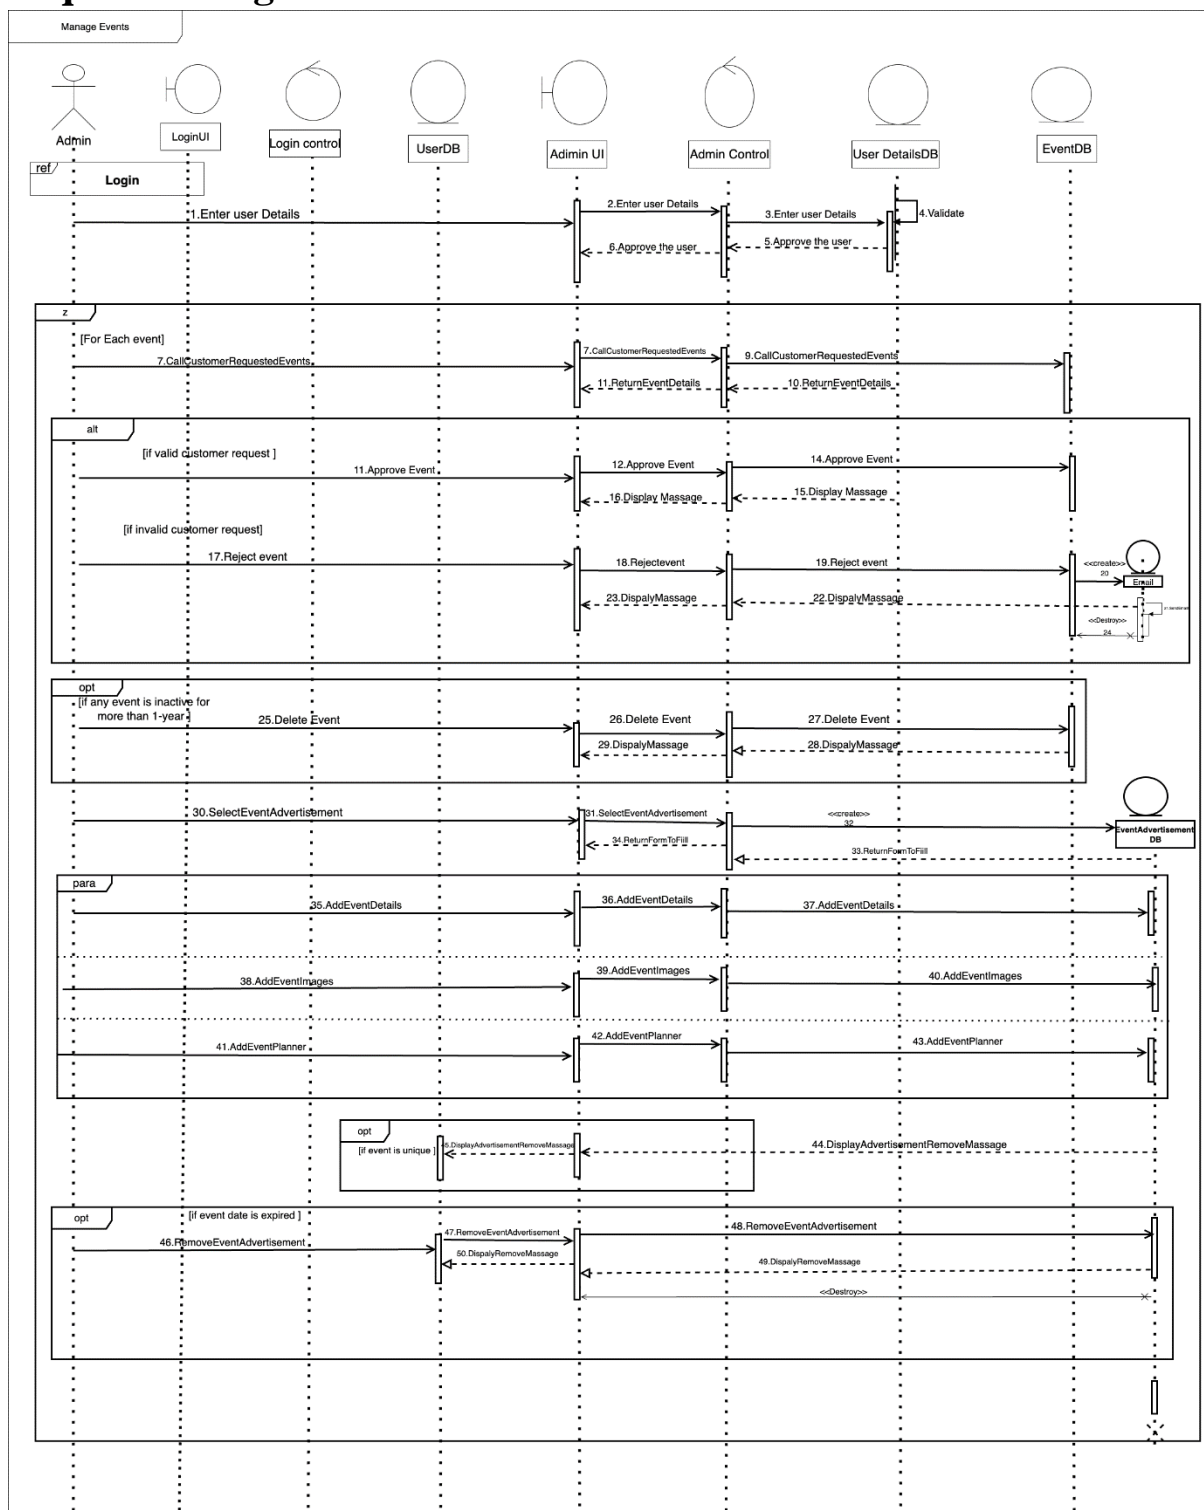 Manage Events
Admin
LoginUI
Login control
UserDB
Adimin UI
Admin Control
User DetailsDB
EventDB
ref
Login
1.Enter user Details
2.Enter user Details
3.Enter user Details
4.Validate
5.Approve the user
6.Approve the user
z
[For Each event]
7.CallCustomerRequestedEvents
7.CallCustomerRequestedEvents
9.CallCustomerRequestedEvents
11.ReturnEventDetails
10.ReturnEventDetails
alt
[if valid customer request ]
11.Approve Event
12.Approve Event
14.Approve Event
16.Display Massage
15.Display Massage
[if invalid customer request]
17.Reject event
18.Rejectevent
19.Reject event
<<create>>
20
Email
23.DispalyMassage
22.DispalyMassage
<<Destroy>>
24
opt
[if any event is inactive for
more than 1-year ]
25.Delete Event
26.Delete Event
27.Delete Event
29.DispalyMassage
28.DispalyMassage
30.SelectEventAdvertisement
31.SelectEventAdvertisement
<<create>>
32
EventAdvertisement
DB
34.ReturnFormToFiill
33.ReturnFormToFiill
para
35.AddEventDetails
36.AddEventDetails
37.AddEventDetails
38.AddEventImages
39.AddEventImages
40.AddEventImages
41.AddEventPlanner
42.AddEventPlanner
43.AddEventPlanner
opt
[if event is unique ]
45.DisplayAdvertisementRemoveMassage
44.DisplayAdvertisementRemoveMassage
opt
[if event date is expired ]
46.RemoveEventAdvertisement
47.RemoveEventAdvertisement
48.RemoveEventAdvertisement
50.DispalyRemoveMassage
49.DispalyRemoveMassage
<<Destroy>>